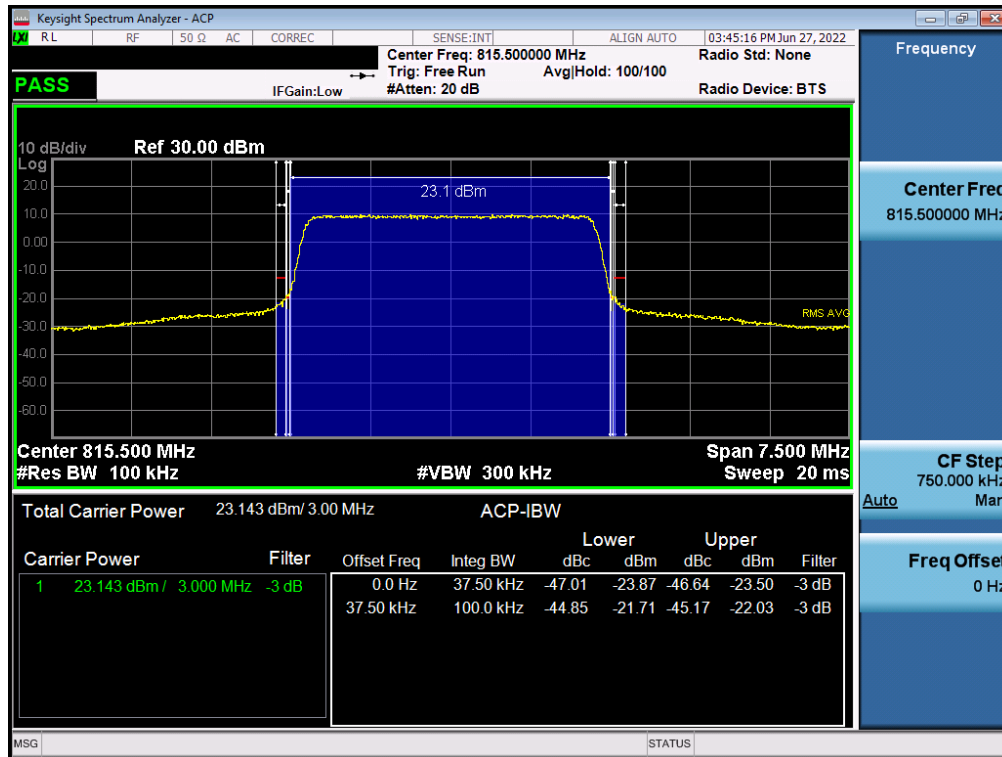 Keysight Spectrum Analyzer - ACP
LXI RL RF 50 Ω AC CORREC SENSE:INT ALIGN AUTO 03:45:16 PM Jun 27, 2022
Center Freq: 815.500000 MHz Radio Std: None
Trig: Free Run Avg|Hold: 100/100
PASS IFGain:Low #Atten: 20 dB Radio Device: BTS
10 dB/div Ref 30.00 dBm
Log
20.0
23.1 dBm
10.0
0.00
-10.0
-20.0
RMS AVG
-30.0
-40.0
-50.0
-60.0
Center 815.500 MHz Span 7.500 MHz
#Res BW 100 kHz #VBW 300 kHz Sweep 20 ms
Total Carrier Power 23.143 dBm/ 3.00 MHz ACP-IBW
Lower Upper
Carrier Power Filter Offset Freq Integ BW dBc dBm dBc dBm Filter
1 23.143 dBm / 3.000 MHz -3 dB 0.0 Hz 37.50 kHz -47.01 -23.87 -46.64 -23.50 -3 dB
37.50 kHz 100.0 kHz -44.85 -21.71 -45.17 -22.03 -3 dB
MSG STATUS
Frequency
Center Freq
815.500000 MHz
CF Step
750.000 kHz
Auto Man
Freq Offset
0 Hz